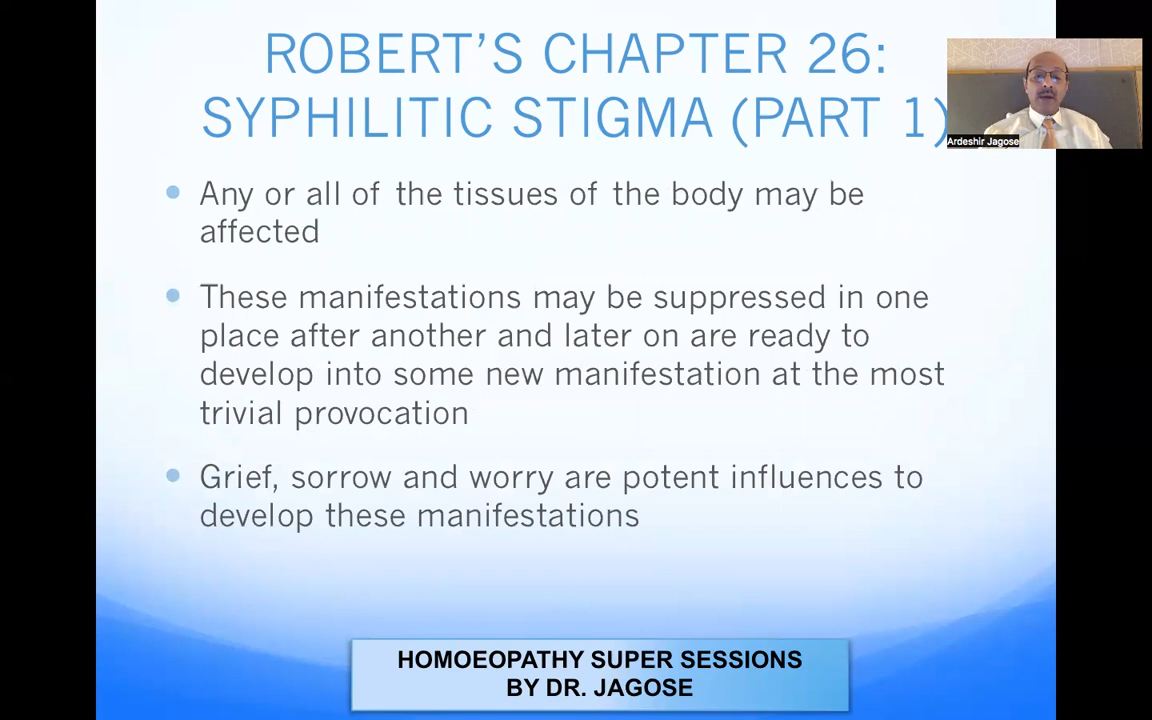 ROBERT'S CHAPTER 26:
SYPHILITIC STIGMA (PART 1)
Ardeshir Jagose
Any or all of the tissues of the body may be
affected
These manifestations may be suppressed in one
place after another and later on are ready to
develop into some new manifestation at the most
trivial provocation
Grief, sorrow and worry are potent influences to
develop these manifestations
HOMOEOPATHY SUPER SESSIONS
BY DR. JAGOSE